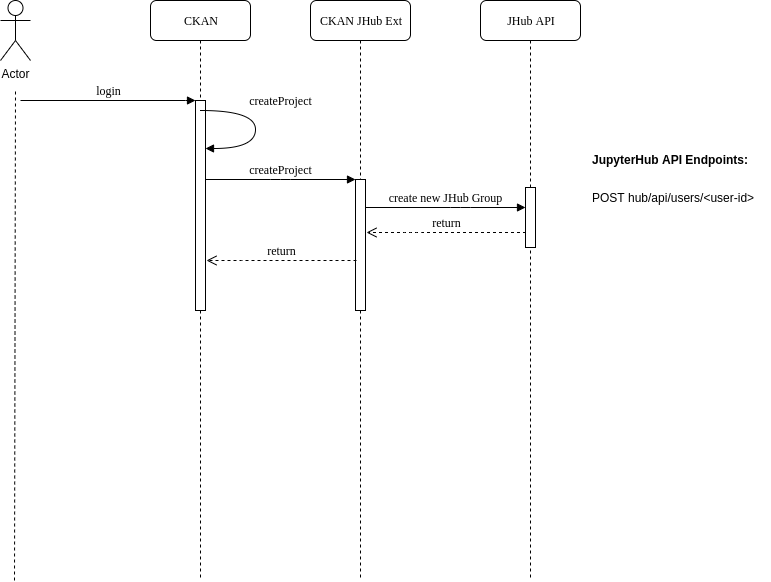 CKAN
CKAN JHub Ext
JHub API
Actor
login
createProject
createProject
create new JHub Group
return
return
JupyterHub API Endpoints:
POST hub/api/users/<user-id>